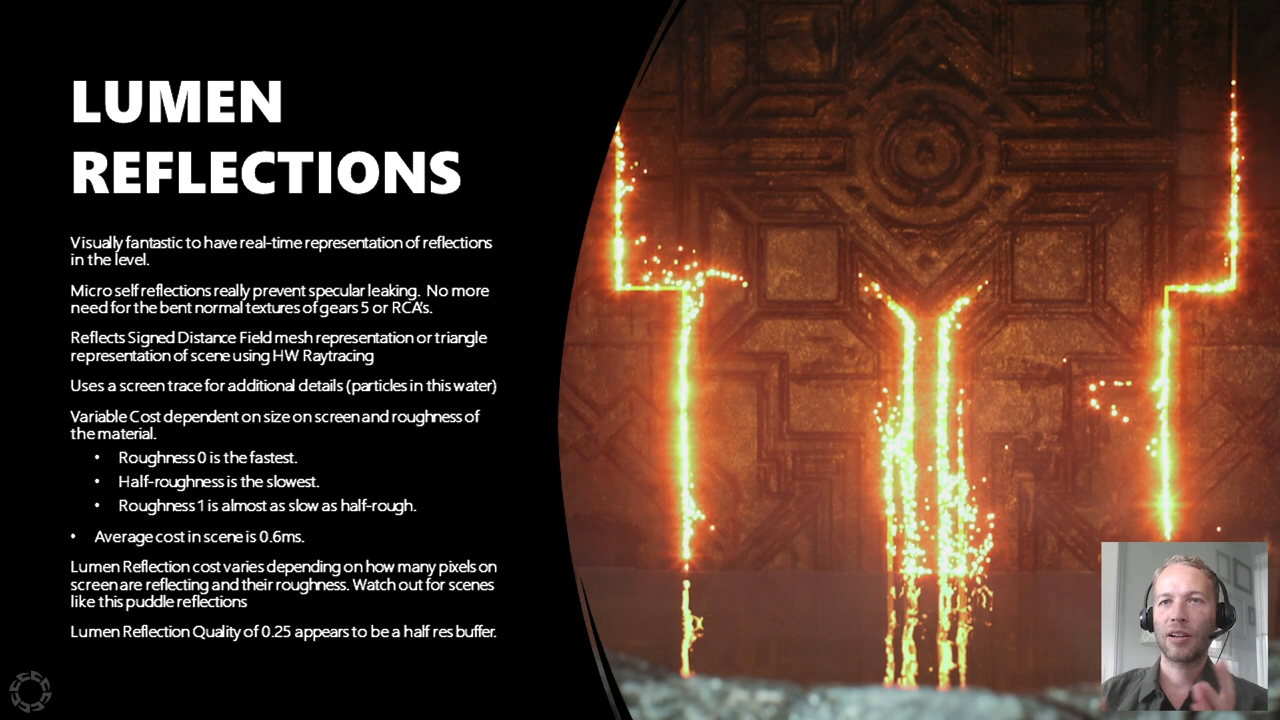 LUMEN
REFLECTIONS
Visually fantastic to have real-time representation of reflections
in the level.
Micro self reflections really prevent specular leaking. No more
need for the bent normal textures of gears 5 or RCA's.
Reflects Signed Distance Field mesh representation or triangle
representation of scene using HW Raytracing
Uses a screen trace for additional details (particles in this water)
Variable Cost dependent on size on screen and roughness of
the material.
• Roughness 0 is the fastest.
• Half-roughness is the slowest.
• Roughness 1 is almost as slow as half-rough.
• Average cost in scene is 0.6ms.
Lumen Reflection cost varies depending on how many pixels on
screen are reflecting and their roughness. Watch out for scenes
like this puddle reflections
Lumen Reflection Quality of 0.25 appears to be a half res buffer.